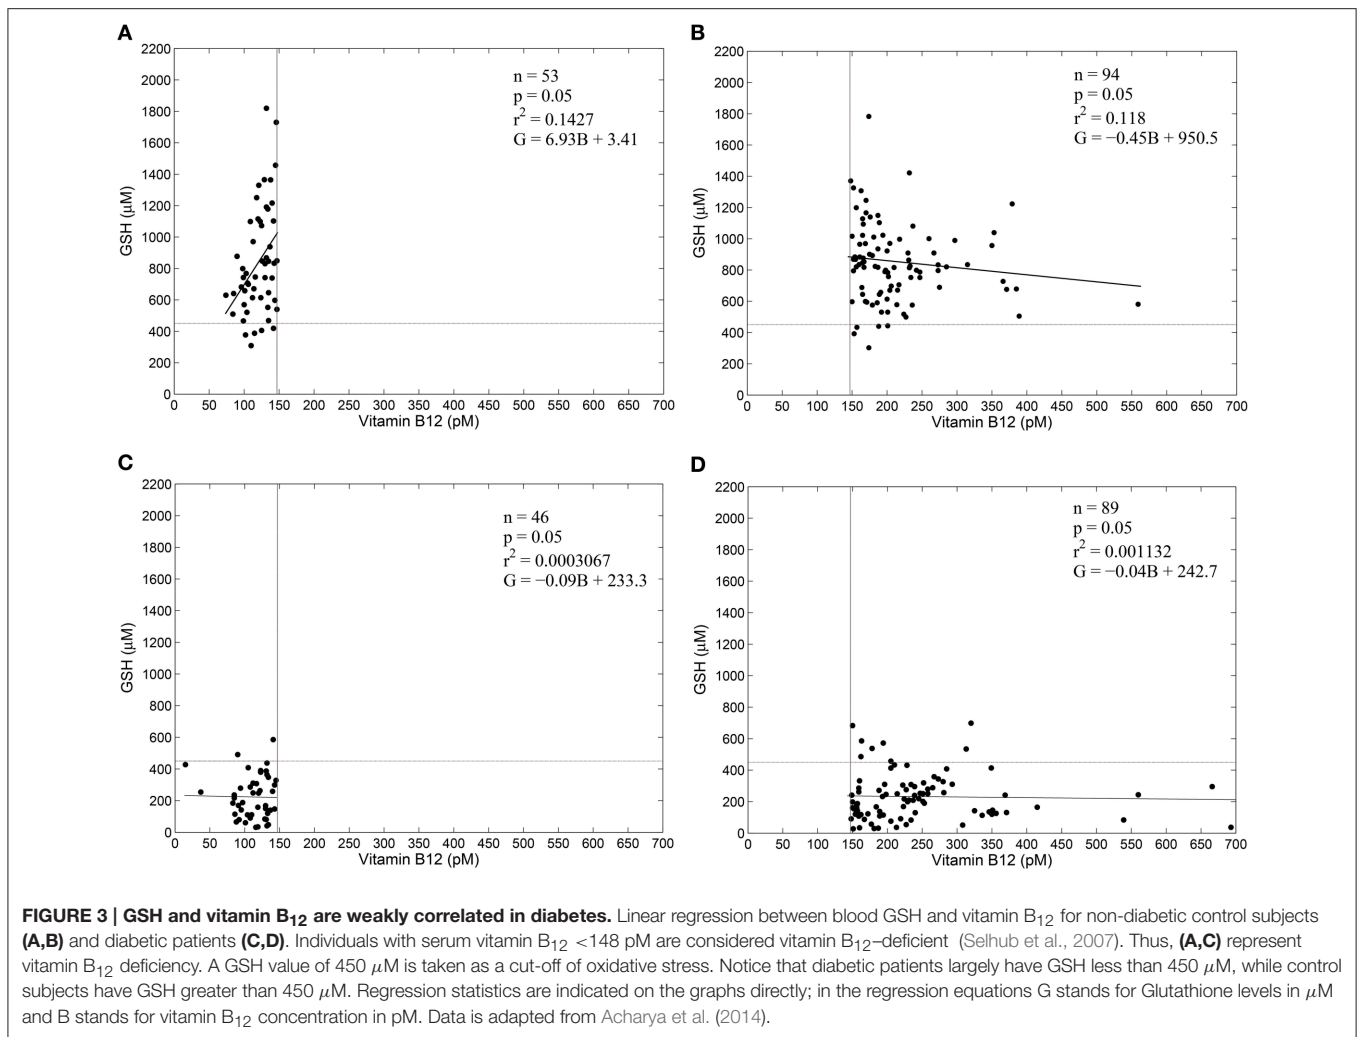 A
2200
2000
1800
1600
1400
1200
1000
800
600
400
200
0
GSH (μM)
n = 53
p = 0.05
r² = 0.1427
G = 6.93B + 3.41
0 50 100 150 200 250 300 350 400 450 500 550 600 650 700
Vitamin B12 (pM)
B
2200
2000
1800
1600
1400
1200
1000
800
600
400
200
0
GSH (μM)
n = 94
p = 0.05
r² = 0.118
G = −0.45B + 950.5
0 50 100 150 200 250 300 350 400 450 500 550 600 650 700
Vitamin B12 (pM)
C
2200
2000
1800
1600
1400
1200
1000
800
600
400
200
0
GSH (μM)
n = 46
p = 0.05
r² = 0.0003067
G = −0.09B + 233.3
0 50 100 150 200 250 300 350 400 450 500 550 600 650 700
Vitamin B12 (pM)
D
2200
2000
1800
1600
1400
1200
1000
800
600
400
200
0
GSH (μM)
n = 89
p = 0.05
r² = 0.001132
G = −0.04B + 242.7
0 50 100 150 200 250 300 350 400 450 500 550 600 650 700
Vitamin B12 (pM)
FIGURE 3 | GSH and vitamin B₁₂ are weakly correlated in diabetes. Linear regression between blood GSH and vitamin B₁₂ for non-diabetic control subjects
(A,B) and diabetic patients (C,D). Individuals with serum vitamin B₁₂ <148 pM are considered vitamin B₁₂–deficient (Selhub et al., 2007). Thus, (A,C) represent
vitamin B₁₂ deficiency. A GSH value of 450 μM is taken as a cut-off of oxidative stress. Notice that diabetic patients largely have GSH less than 450 μM, while control
subjects have GSH greater than 450 μM. Regression statistics are indicated on the graphs directly; in the regression equations G stands for Glutathione levels in μM
and B stands for vitamin B₁₂ concentration in pM. Data is adapted from Acharya et al. (2014).